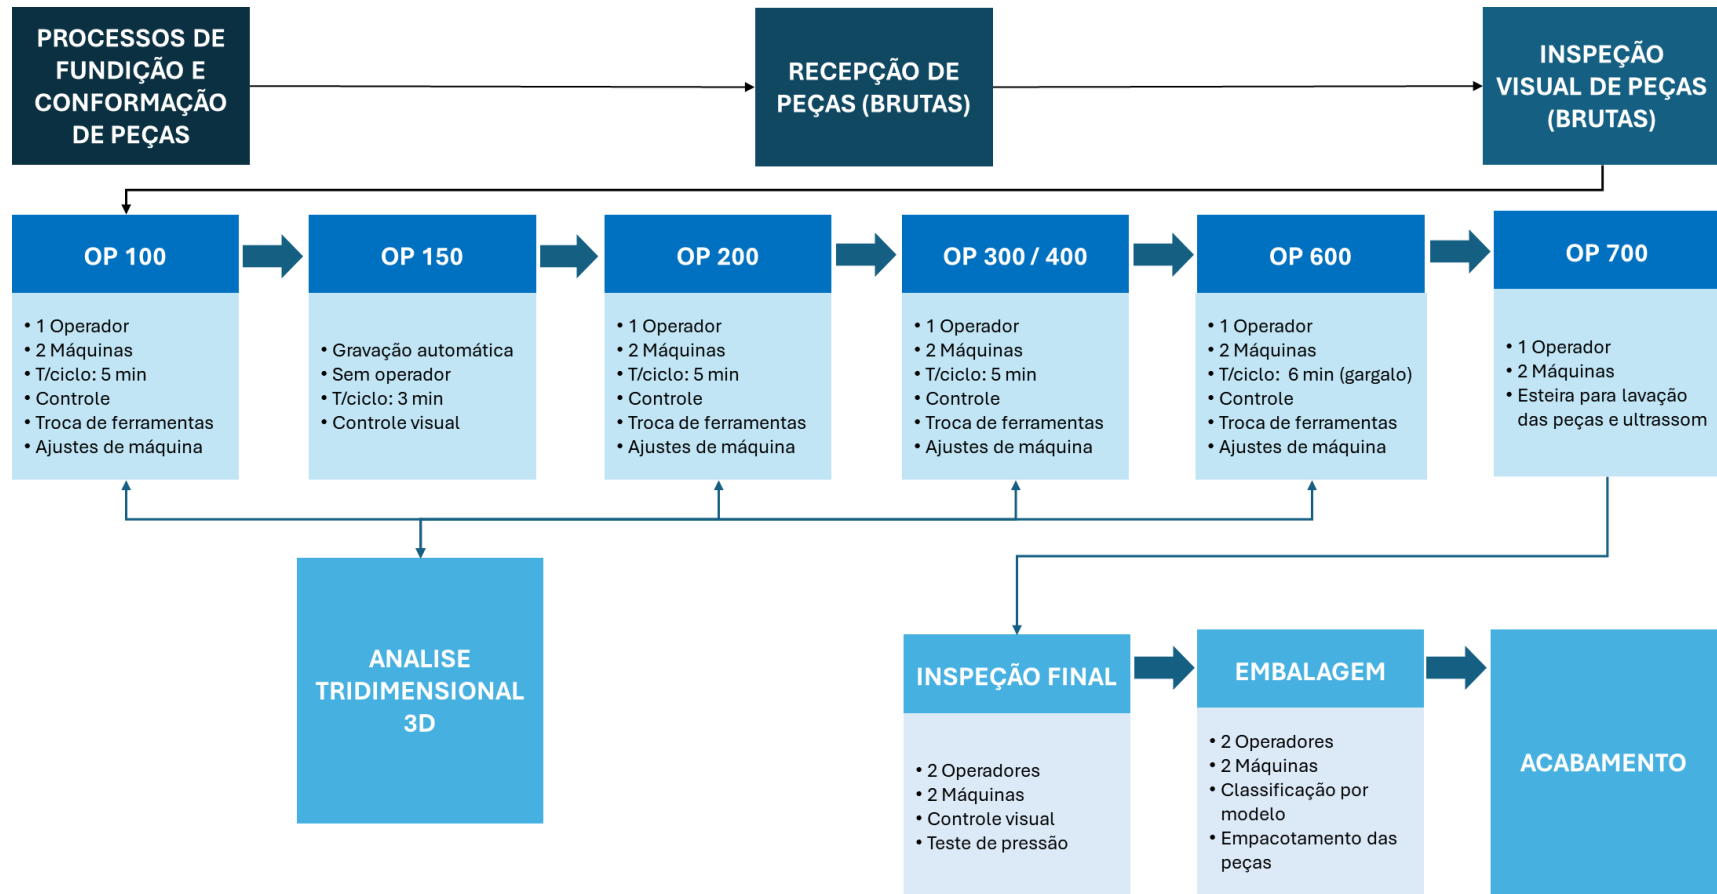 PROCESSOS DE
FUNDIÇÃO E
CONFORMAÇÃO
DE PEÇAS
RECEPÇÃO DE
PEÇAS (BRUTAS)
INSPEÇÃO
VISUAL DE PEÇAS
(BRUTAS)
OP 100
• 1 Operador
• 2 Máquinas
• T/ciclo: 5 min
• Controle
• Troca de ferramentas
• Ajustes de máquina
OP 150
• Gravação automática
• Sem operador
• T/ciclo: 3 min
• Controle visual
OP 200
• 1 Operador
• 2 Máquinas
• T/ciclo: 5 min
• Controle
• Troca de ferramentas
• Ajustes de máquina
OP 300 / 400
• 1 Operador
• 2 Máquinas
• T/ciclo: 5 min
• Controle
• Troca de ferramentas
• Ajustes de máquina
OP 600
• 1 Operador
• 2 Máquinas
• T/ciclo: 6 min (gargalo)
• Controle
• Troca de ferramentas
• Ajustes de máquina
OP 700
• 1 Operador
• 2 Máquinas
• Esteira para lavação
das peças e ultrassom
ANALISE
TRIDIMENSIONAL
3D
INSPEÇÃO FINAL
• 2 Operadores
• 2 Máquinas
• Controle visual
• Teste de pressão
EMBALAGEM
• 2 Operadores
• 2 Máquinas
• Classificação por
modelo
• Empacotamento das
peças
ACABAMENTO